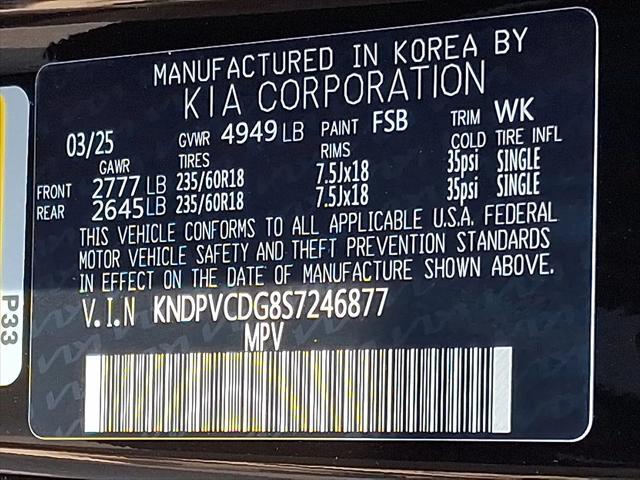 MANUFACTURED IN KOREA BY
KIA CORPORATION
03/25 GVWR 4949 LB PAINT FSB TRIM WK
GAWR TIRES RIMS COLD TIRE INFL
FRONT 2777 LB 235/60R18 7.5Jx18 35psi SINGLE
REAR 2645 LB 235/60R18 7.5Jx18 35psi SINGLE
THIS VEHICLE CONFORMS TO ALL APPLICABLE U.S.A. FEDERAL
MOTOR VEHICLE SAFETY AND THEFT PREVENTION STANDARDS
IN EFFECT ON THE DATE OF MANUFACTURE SHOWN ABOVE.
V.I.N KNDPVCDG8S7246877
MPV
P33